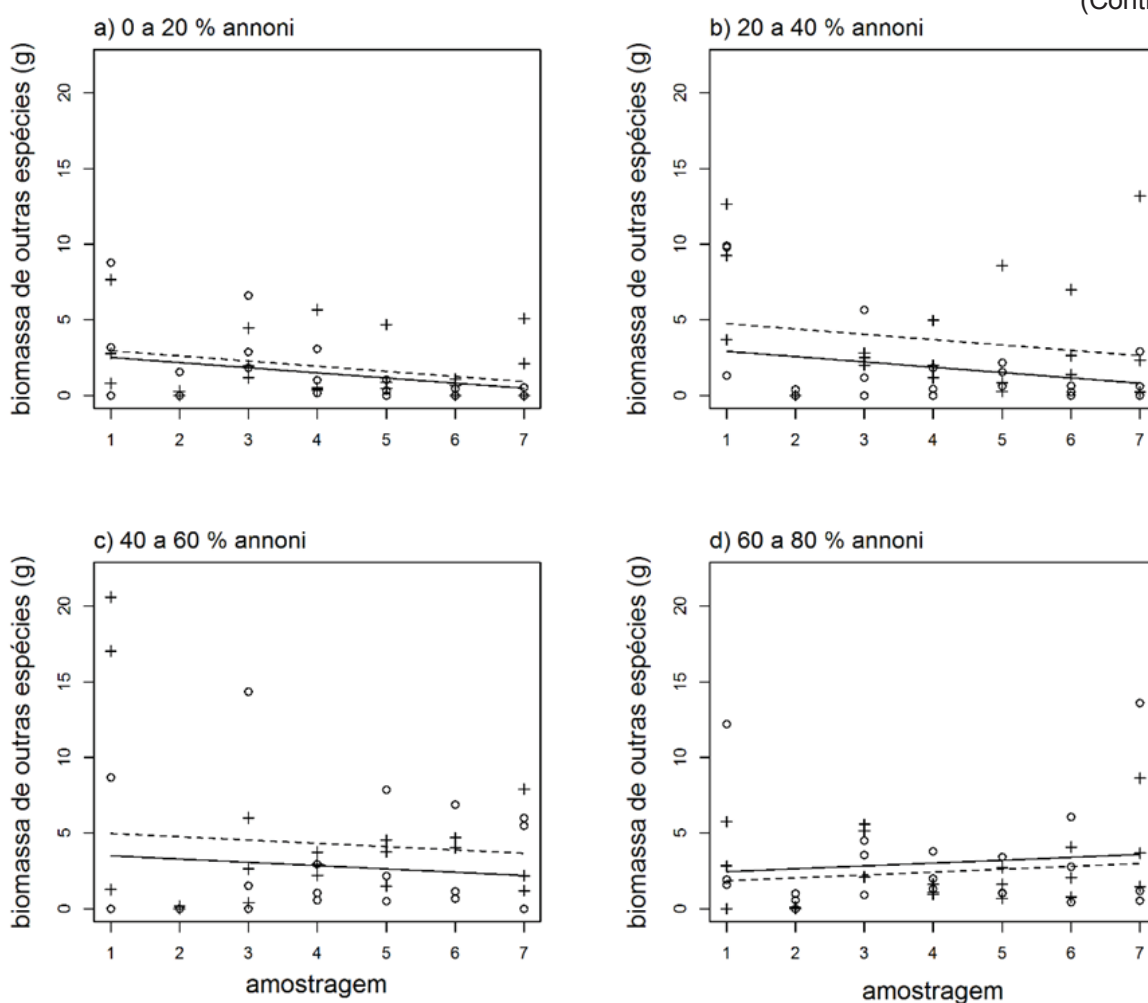 (Conti
a) 0 a 20 % annoni
b) 20 a 40 % annoni
biomassa de outras espécies (g)
0 5 10 15 20
1 2 3 4 5 6 7
biomassa de outras espécies (g)
0 5 10 15 20
1 2 3 4 5 6 7
c) 40 a 60 % annoni
d) 60 a 80 % annoni
biomassa de outras espécies (g)
0 5 10 15 20
1 2 3 4 5 6 7
amostragem
biomassa de outras espécies (g)
0 5 10 15 20
1 2 3 4 5 6 7
amostragem